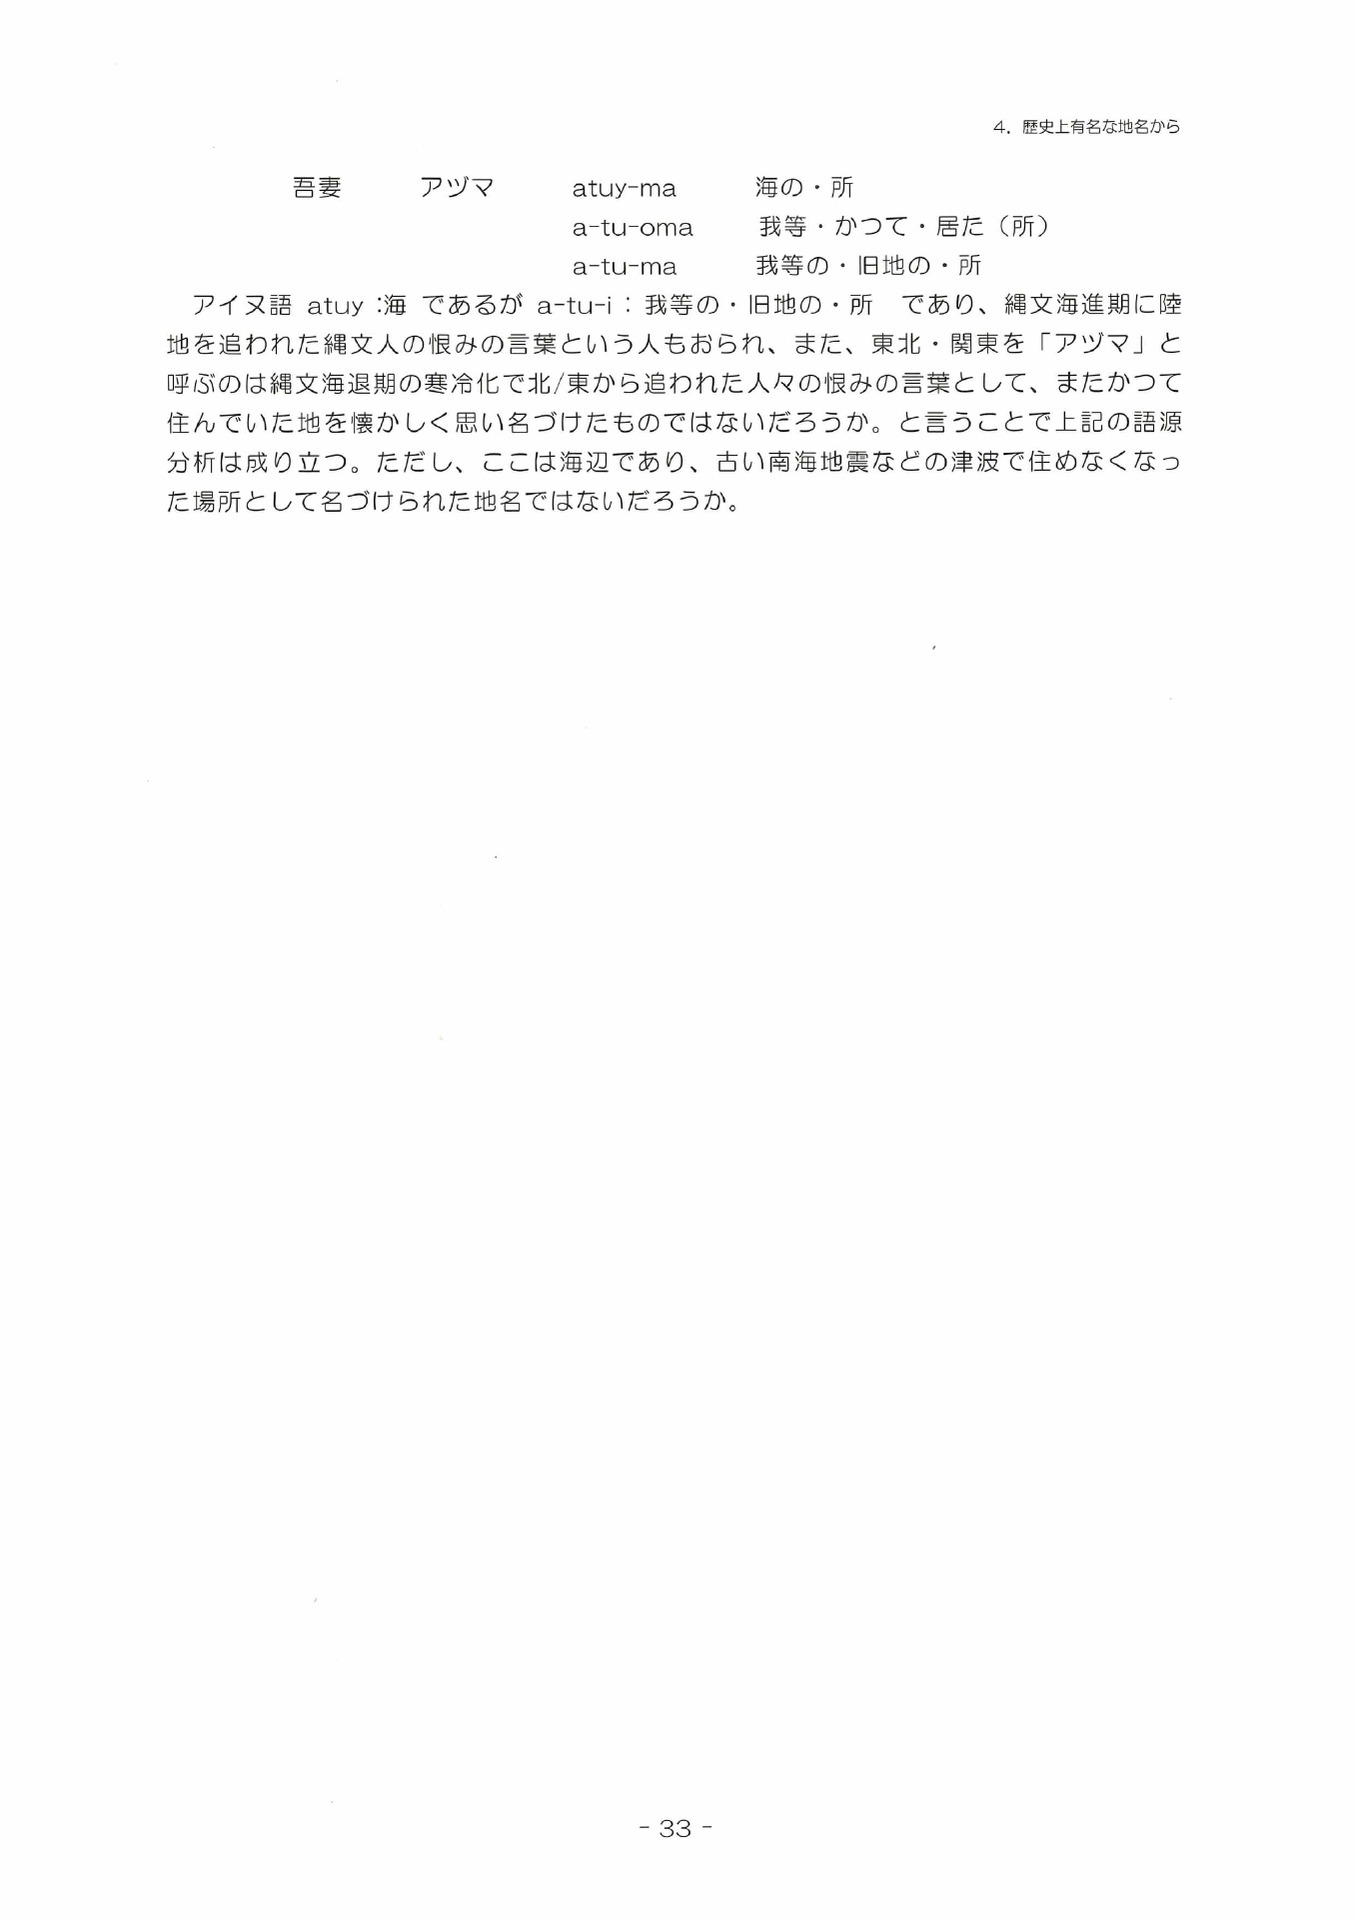 4．歴史上有名な地名から
吾妻　アヅマ　atuy-ma　海の・所
a-tu-oma　我等・かつて・居た（所）
a-tu-ma　我等の・旧地の・所
アイヌ語 atuy :海 であるが a-tu-i：我等の・旧地の・所　であり、縄文海進期に陸
地を追われた縄文人の恨みの言葉という人もおられ、また、東北・関東を「アヅマ」と
呼ぶのは縄文海退期の寒冷化で北/東から追われた人々の恨みの言葉として、またかつて
住んでいた地を懐かしく思い名づけたものではないだろうか。と言うことで上記の語源
分析は成り立つ。ただし、ここは海辺であり、古い南海地震などの津波で住めなくなっ
た場所として名づけられた地名ではないだろうか。
- 33 -